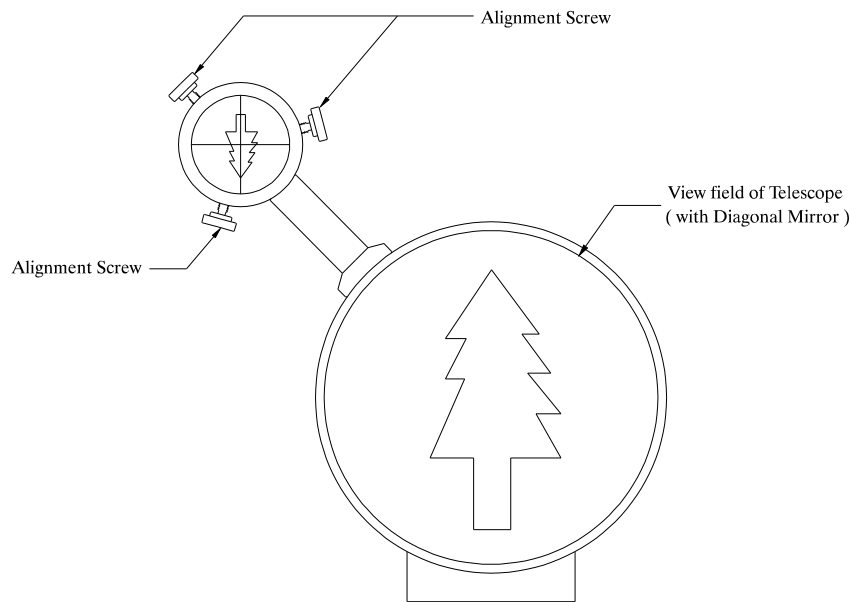 Alignment Screw
View field of Telescope
( with Diagonal Mirror )
Alignment Screw